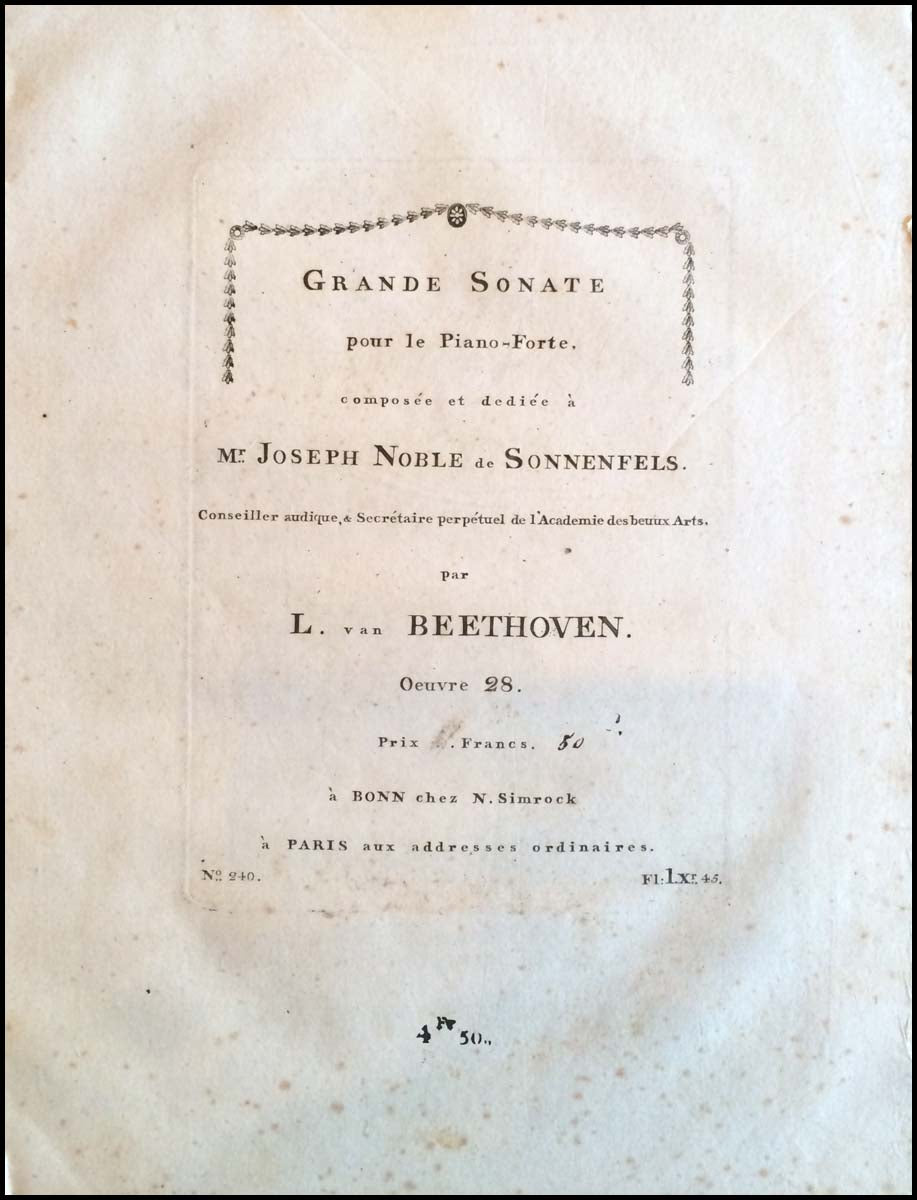 GRANDE SONATE
pour le Piano-Forte.
composée et dediée à
Mr. JOSEPH NOBLE de SONNENFELS.
Conseiller audique, & Secrétaire perpétuel de l'Academie des beuux Arts.
par
L. van BEETHOVEN.
Oeuvre 28.
Prix . Francs. 50
à BONN chez N. Simrock
à PARIS aux addresses ordinaires.
No. 240. Fl: 1. Xr. 45.
4 Fr 50.,